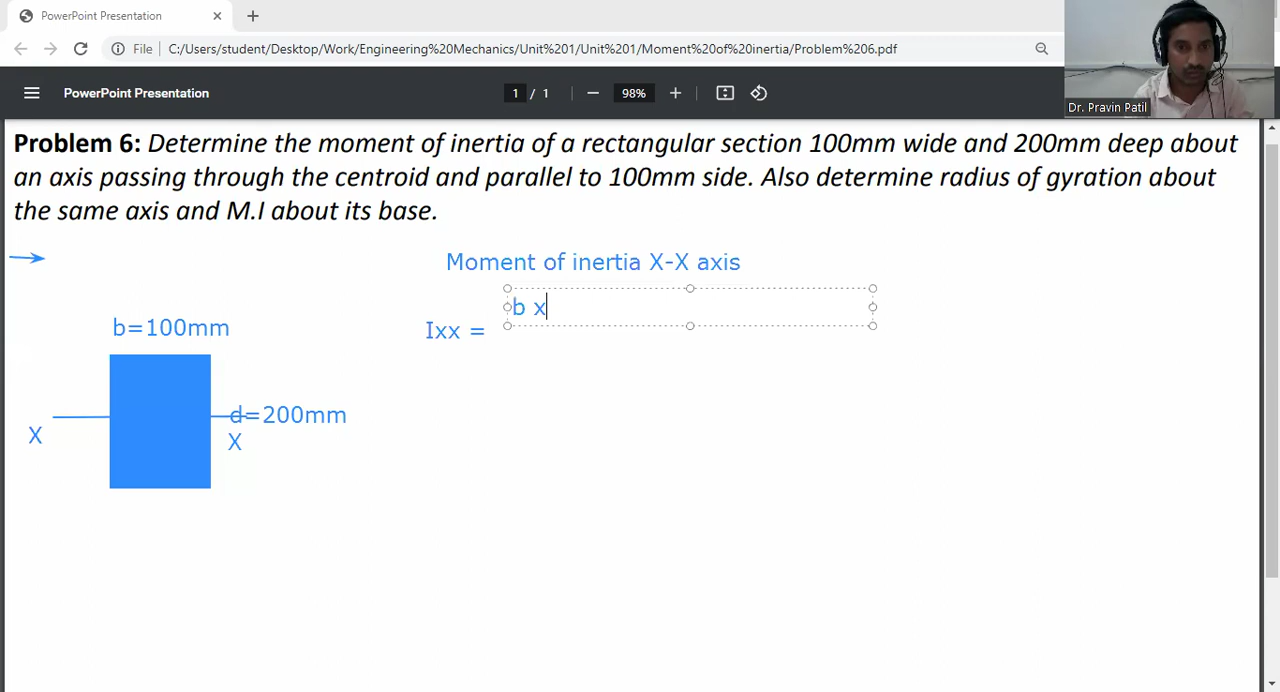 PowerPoint Presentation
File C:/Users/student/Desktop/Work/Engineering%20Mechanics/Unit%201/Unit%201/Moment%20of%20inertia/Problem%206.pdf
PowerPoint Presentation
1 / 1
98%
Dr. Pravin Patil
Problem 6: Determine the moment of inertia of a rectangular section 100mm wide and 200mm deep about
an axis passing through the centroid and parallel to 100mm side. Also determine radius of gyration about
the same axis and M.I about its base.
Moment of inertia X-X axis
b x
Ixx =
b=100mm
d=200mm
X
X